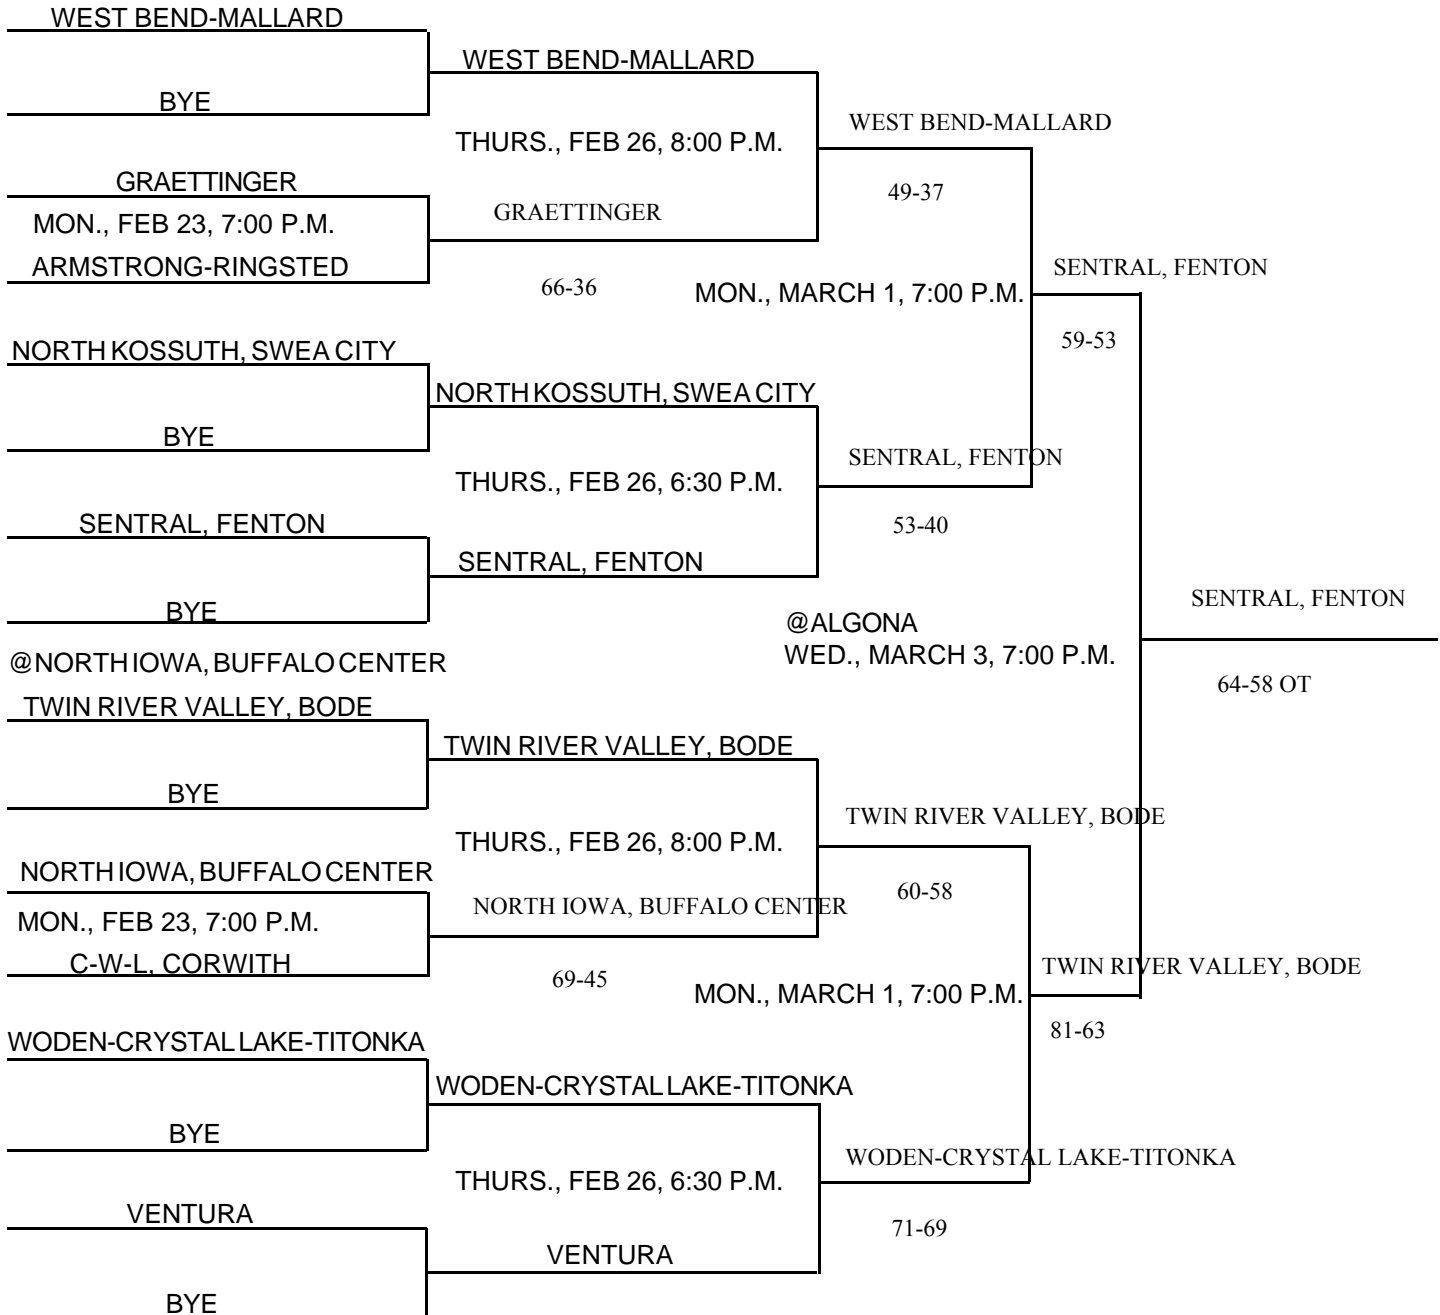 WEST BEND-MALLARD
WEST BEND-MALLARD
BYE
WEST BEND-MALLARD
THURS., FEB 26, 8:00 P.M.
GRAETTINGER
49-37
GRAETTINGER
MON., FEB 23, 7:00 P.M.
ARMSTRONG-RINGSTED
SENTRAL, FENTON
66-36
MON., MARCH 1, 7:00 P.M.
59-53
NORTH KOSSUTH, SWEA CITY
NORTH KOSSUTH, SWEA CITY
BYE
SENTRAL, FENTON
THURS., FEB 26, 6:30 P.M.
SENTRAL, FENTON
53-40
SENTRAL, FENTON
BYE
SENTRAL, FENTON
@ALGONA
WED., MARCH 3, 7:00 P.M.
@NORTH IOWA, BUFFALO CENTER
64-58 OT
TWIN RIVER VALLEY, BODE
TWIN RIVER VALLEY, BODE
BYE
TWIN RIVER VALLEY, BODE
THURS., FEB 26, 8:00 P.M.
NORTH IOWA, BUFFALO CENTER
60-58
NORTH IOWA, BUFFALO CENTER
MON., FEB 23, 7:00 P.M.
C-W-L, CORWITH
TWIN RIVER VALLEY, BODE
69-45
MON., MARCH 1, 7:00 P.M.
81-63
WODEN-CRYSTAL LAKE-TITONKA
WODEN-CRYSTAL LAKE-TITONKA
BYE
WODEN-CRYSTAL LAKE-TITONKA
THURS., FEB 26, 6:30 P.M.
VENTURA
71-69
VENTURA
BYE